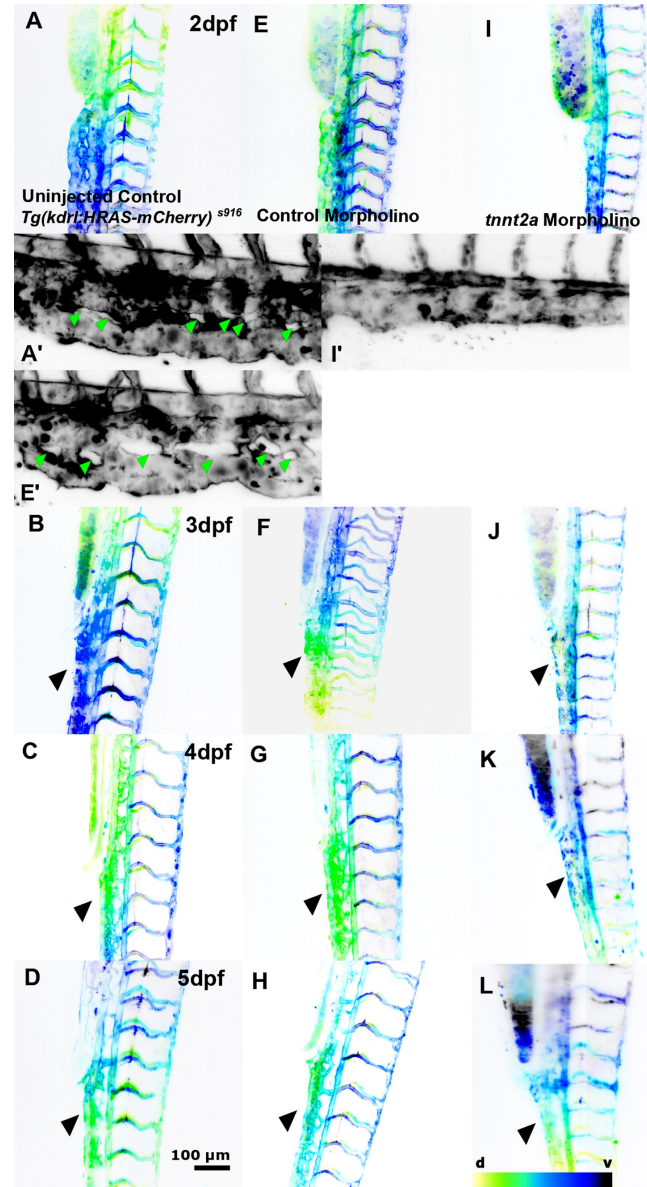 A 2dpf E I
Uninjected Control
Tg(kdrl:HRAS-mCherry) s916
Control Morpholino
tnnt2a Morpholino
A' I'
E'
B 3dpf F J
C 4dpf G K
D 5dpf H L
100 µm
d v